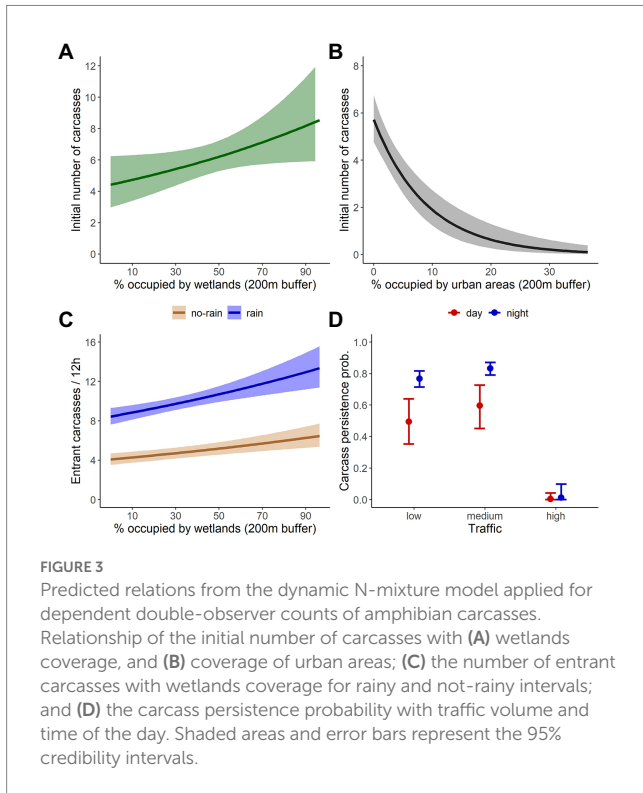 A
B
12
10
8
6
4
2
0
Initial number of carcasses
10 30 50 70 90
% occupied by wetlands (200m buffer)
8
6
4
2
0
Initial number of carcasses
0 10 20 30
% occupied by urban areas (200m buffer)
C
no-rain rain
16
12
8
4
0
Entrant carcasses / 12h
10 30 50 70 90
% occupied by wetlands (200m buffer)
D
day night
1.0
0.8
0.6
0.4
0.2
0.0
Carcass persistence prob.
low medium high
Traffic
FIGURE 3
Predicted relations from the dynamic N-mixture model applied for
dependent double-observer counts of amphibian carcasses.
Relationship of the initial number of carcasses with (A) wetlands
coverage, and (B) coverage of urban areas; (C) the number of entrant
carcasses with wetlands coverage for rainy and not-rainy intervals;
and (D) the carcass persistence probability with traffic volume and
time of the day. Shaded areas and error bars represent the 95%
credibility intervals.